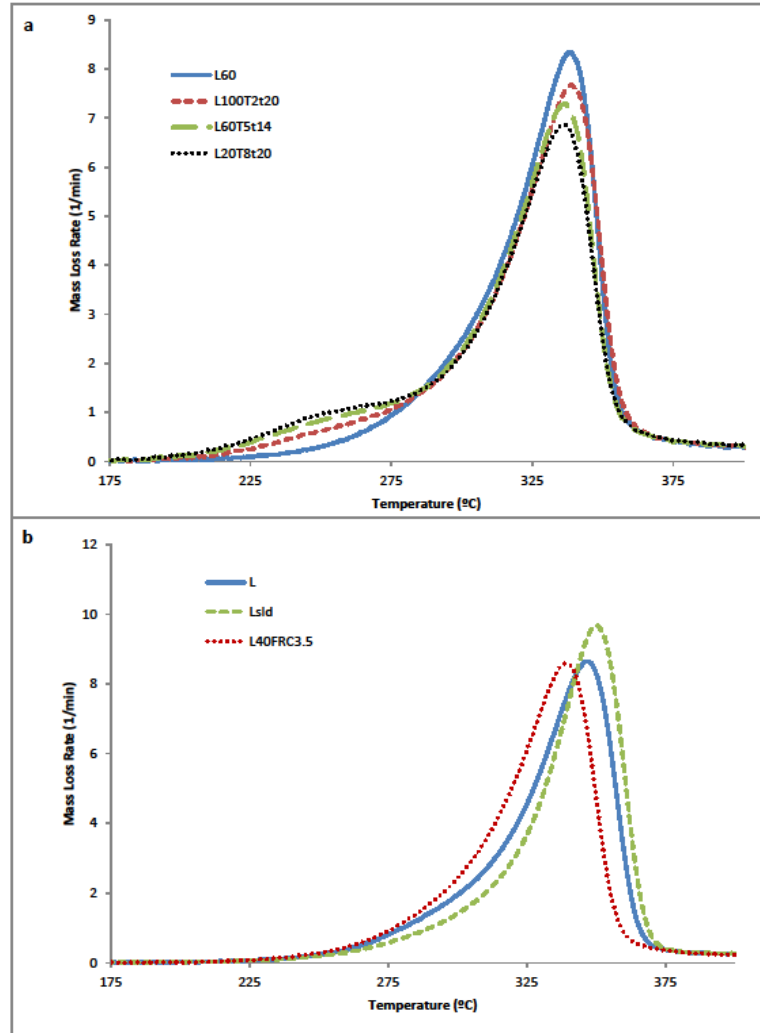 a
L60
L100T2t20
L60T5t14
L20T8t20
Mass Loss Rate (1/min)
9
8
7
6
5
4
3
2
1
0
175
225
275
325
375
Temperature (ºC)
b
L
Lsld
L40FRC3.5
Mass Loss Rate (1/min)
12
10
8
6
4
2
0
175
225
275
325
375
Temperature (ºC)